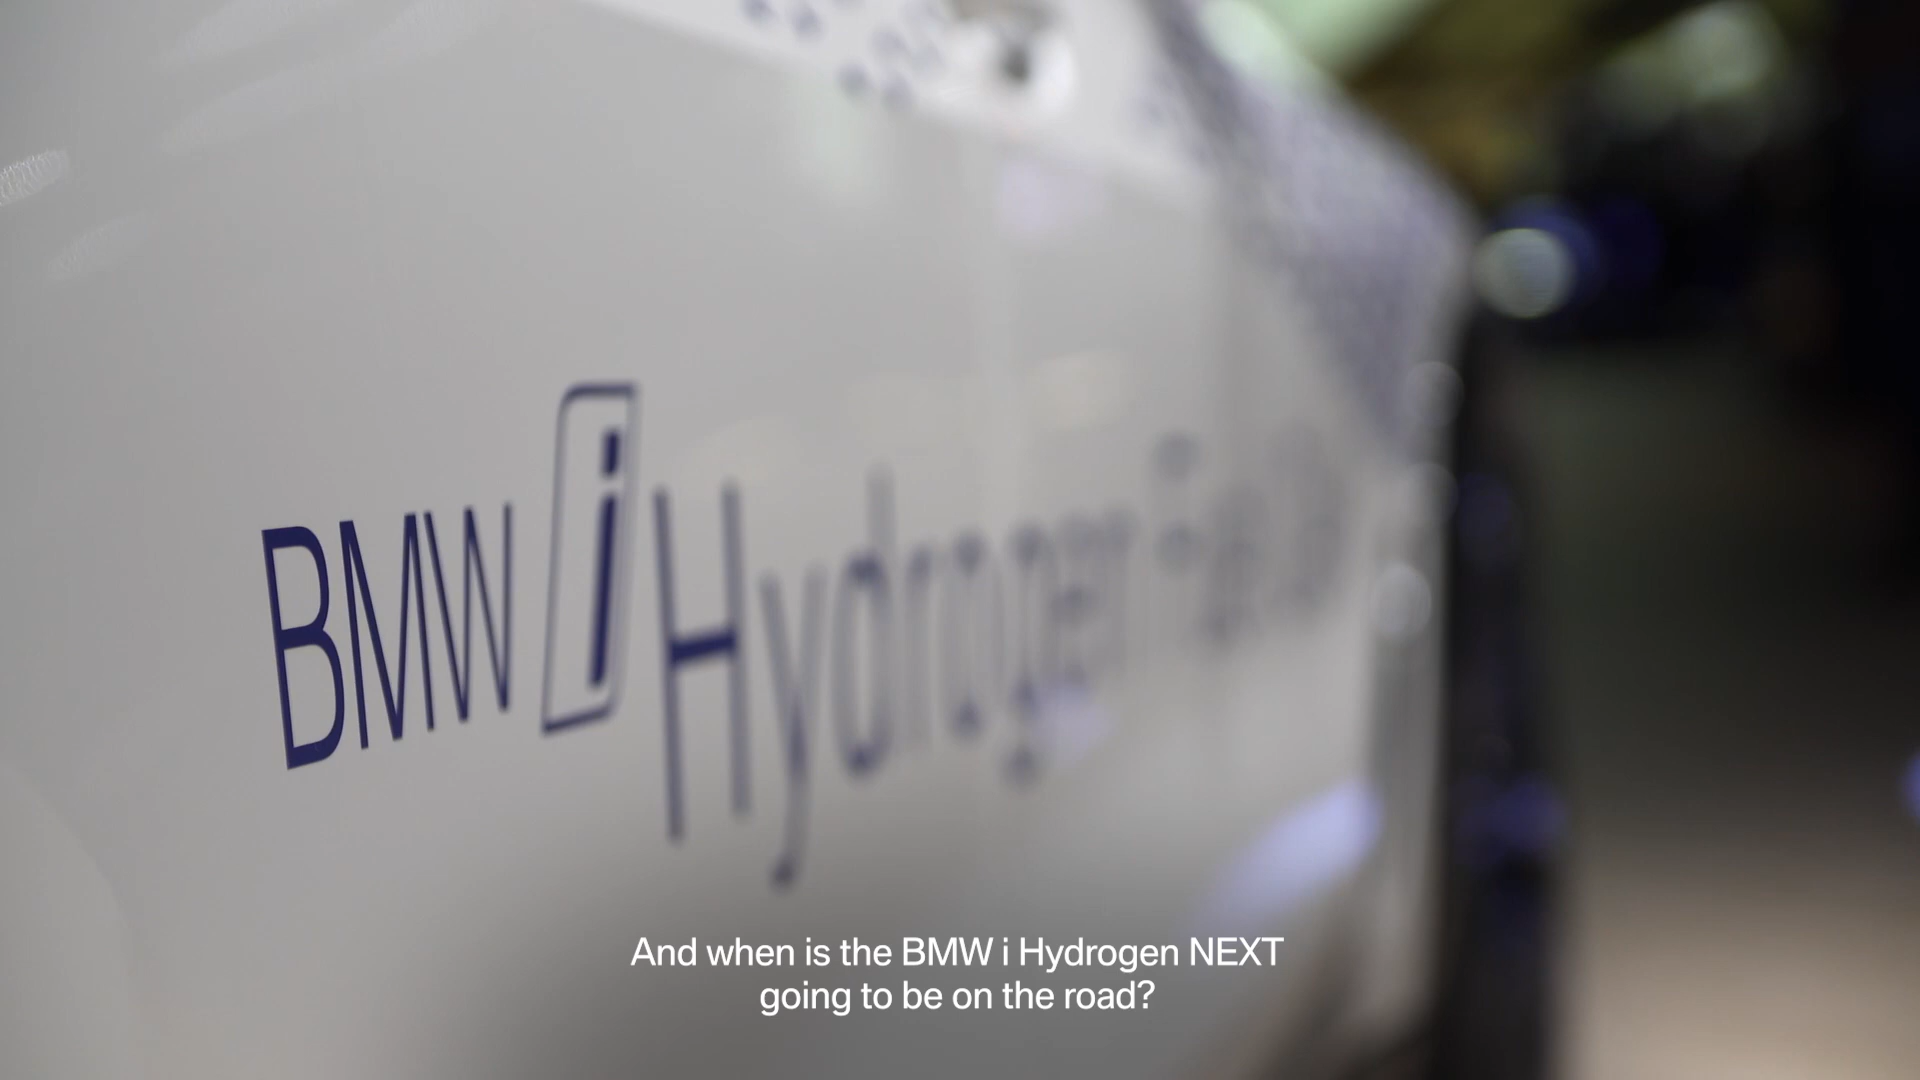 BMW i Hydrogen
And when is the BMW i Hydrogen NEXT
going to be on the road?